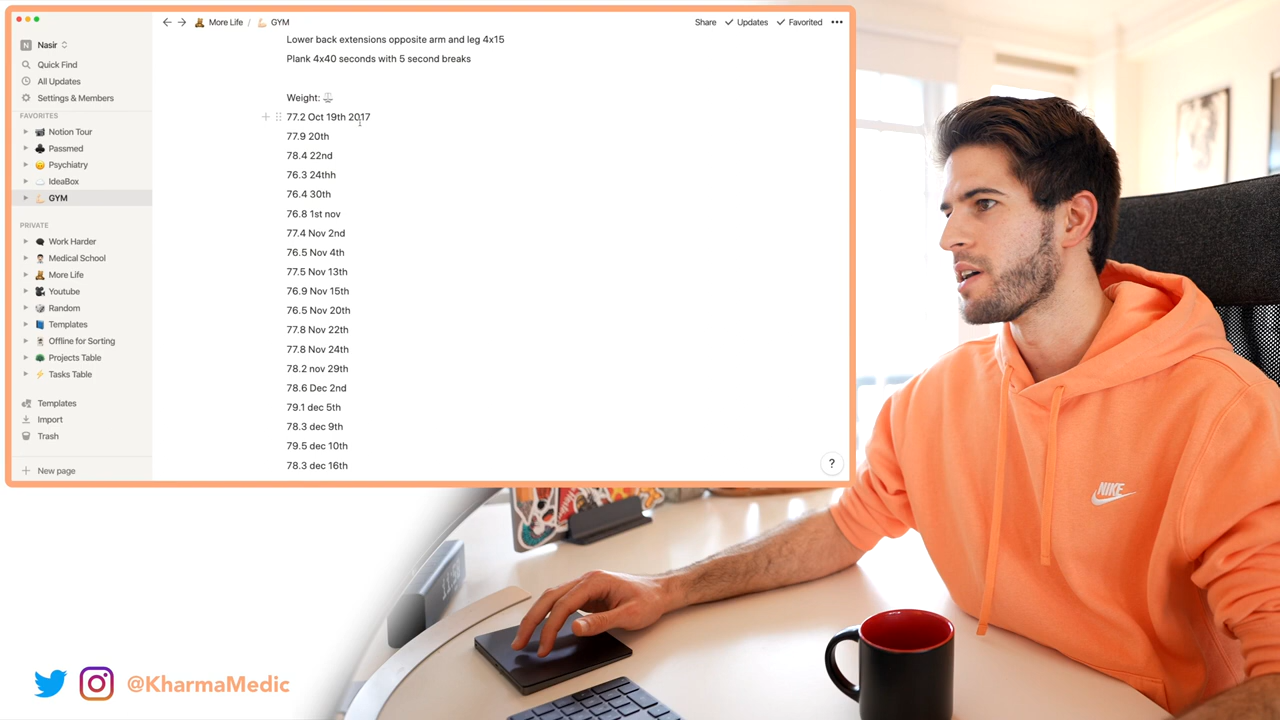 More Life / GYM
Share Updates Favorited
N Nasir
Quick Find
All Updates
Settings & Members
FAVORITES
Notion Tour
Passmed
Psychiatry
IdeaBox
GYM
PRIVATE
Work Harder
Medical School
More Life
Youtube
Random
Templates
Offline for Sorting
Projects Table
Tasks Table
Templates
Import
Trash
New page
Lower back extensions opposite arm and leg 4x15
Plank 4x40 seconds with 5 second breaks
Weight:
77.2 Oct 19th 2017
77.9 20th
78.4 22nd
76.3 24thh
76.4 30th
76.8 1st nov
77.4 Nov 2nd
76.5 Nov 4th
77.5 Nov 13th
76.9 Nov 15th
76.5 Nov 20th
77.8 Nov 22th
77.8 Nov 24th
78.2 nov 29th
78.6 Dec 2nd
79.1 dec 5th
78.3 dec 9th
79.5 dec 10th
78.3 dec 16th
?
NIKE
@KharmaMedic